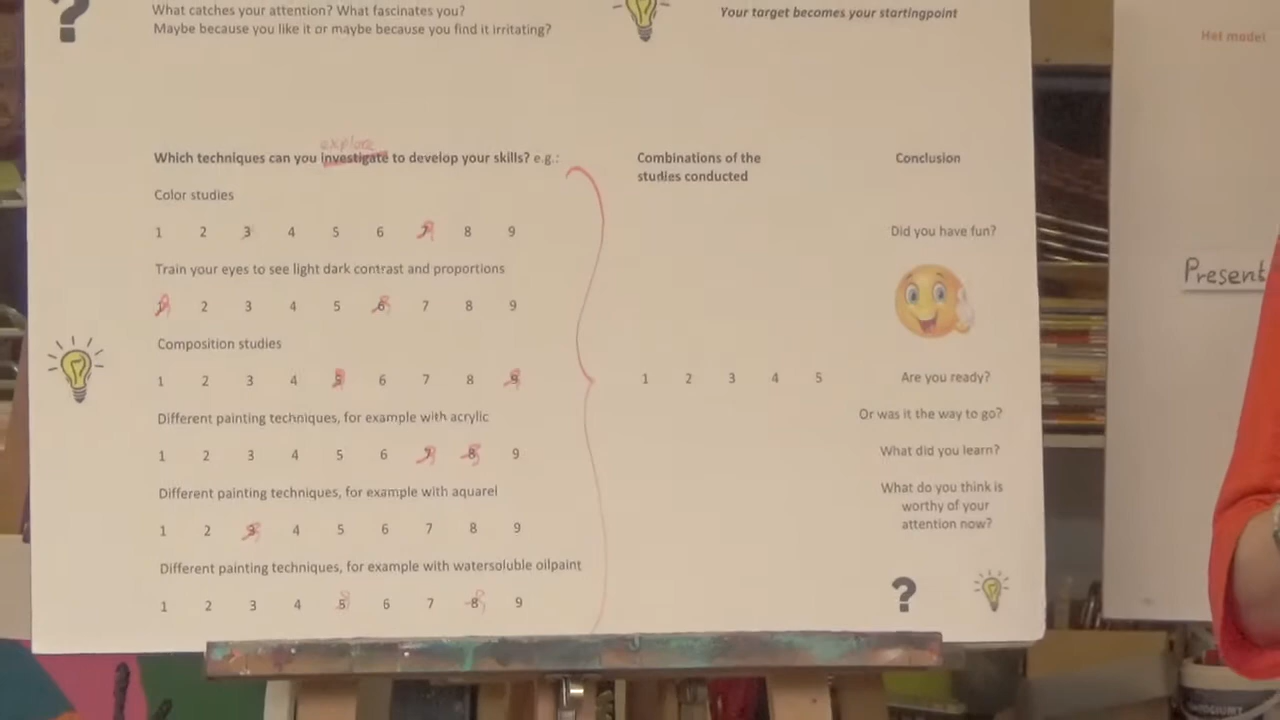 What catches your attention? What fascinates you?
Maybe because you like it or maybe because you find it irritating?
Your target becomes your startingpoint
Het model
explore
Which techniques can you investigate to develop your skills? e.g.:
Color studies
1 2 3 4 5 6 7 8 9
Train your eyes to see light dark contrast and proportions
1 2 3 4 5 6 7 8 9
Composition studies
1 2 3 4 5 6 7 8 9
Different painting techniques, for example with acrylic
1 2 3 4 5 6 7 8 9
Different painting techniques, for example with aquarel
1 2 3 4 5 6 7 8 9
Different painting techniques, for example with watersoluble oilpaint
1 2 3 4 5 6 7 8 9
Combinations of the
studies conducted
1 2 3 4 5
Conclusion
Did you have fun?
Are you ready?
Or was it the way to go?
What did you learn?
What do you think is
worthy of your
attention now?
?
Present